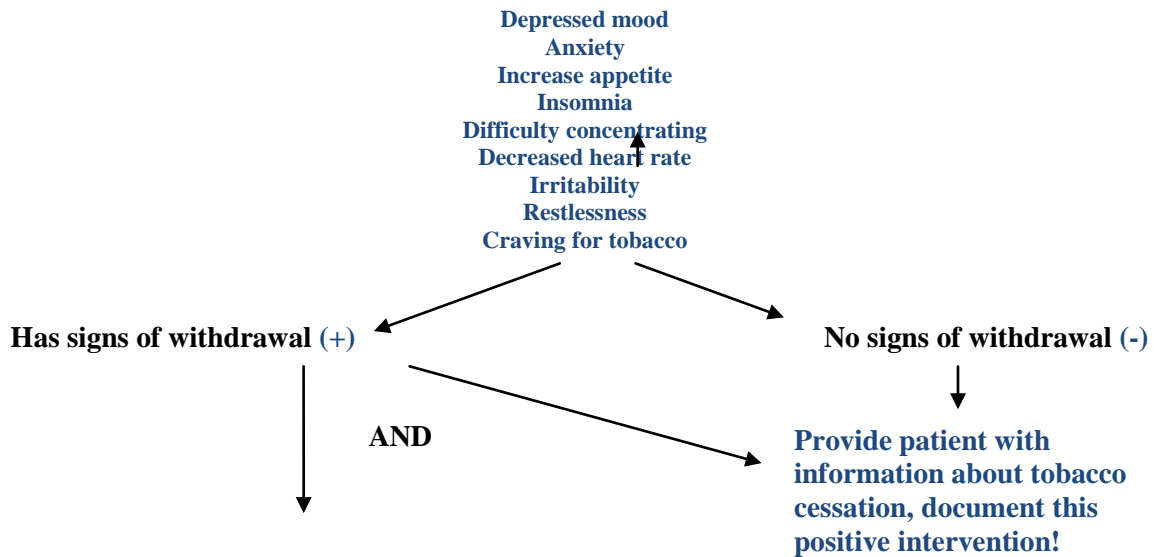 Depressed mood
Anxiety
Increase appetite
Insomnia
Difficulty concentrating
Decreased heart rate
Irritability
Restlessness
Craving for tobacco
Has signs of withdrawal (+)
No signs of withdrawal (-)
AND
Provide patient with
information about tobacco
cessation, document this
positive intervention!